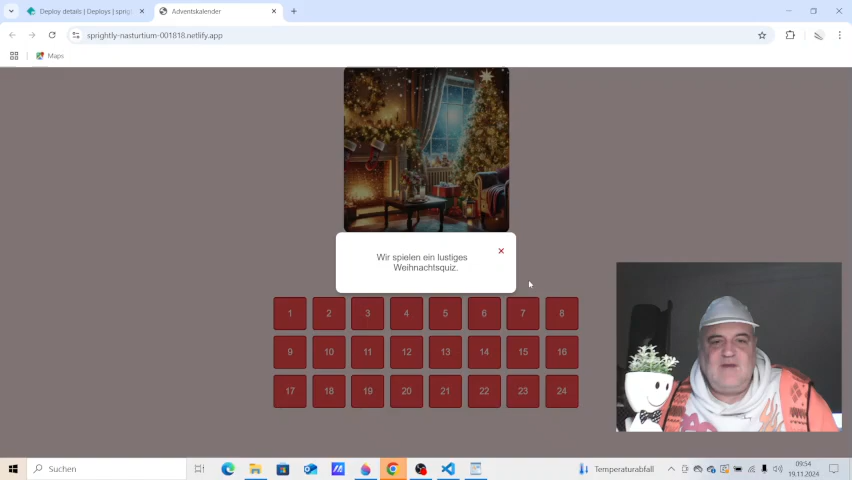 Deploy details | Deploys | sprigh
Adventskalender
sprightly-nasturtium-001818.netlify.app
Maps
Wir spielen ein lustiges
Weihnachtsquiz.
1 2 3 4 5 6 7 8
9 10 11 12 13 14 15 16
17 18 19 20 21 22 23 24
Suchen
Temperaturabfall
09:54
19.11.2024